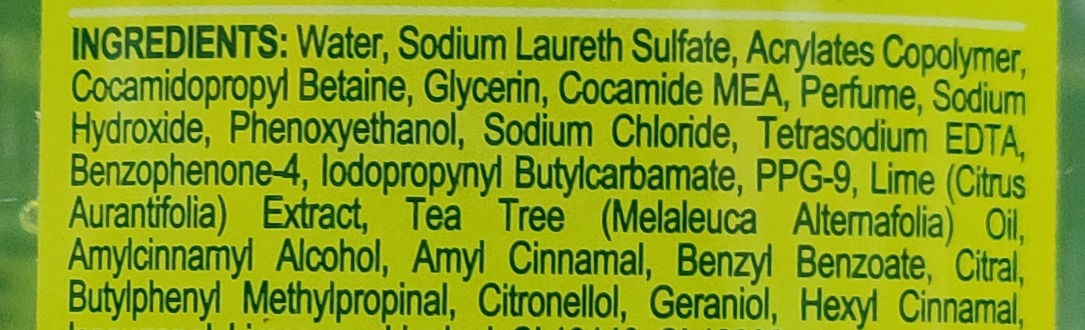 INGREDIENTS: Water, Sodium Laureth Sulfate, Acrylates Copolymer,
Cocamidopropyl Betaine, Glycerin, Cocamide MEA, Perfume, Sodium
Hydroxide, Phenoxyethanol, Sodium Chloride, Tetrasodium EDTA,
Benzophenone-4, Iodopropynyl Butylcarbamate, PPG-9, Lime (Citrus
Aurantifolia) Extract, Tea Tree (Melaleuca Alternafolia) Oil,
Amylcinnamyl Alcohol, Amyl Cinnamal, Benzyl Benzoate, Citral,
Butylphenyl Methylpropinal, Citronellol, Geraniol, Hexyl Cinnamal,